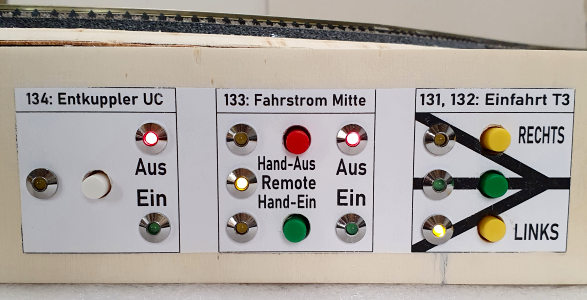 134: Entkuppler UC
Aus
Ein
133: Fahrstrom Mitte
Hand-Aus
Remote
Hand-Ein
Aus
Ein
131, 132: Einfahrt T3
RECHTS
LINKS